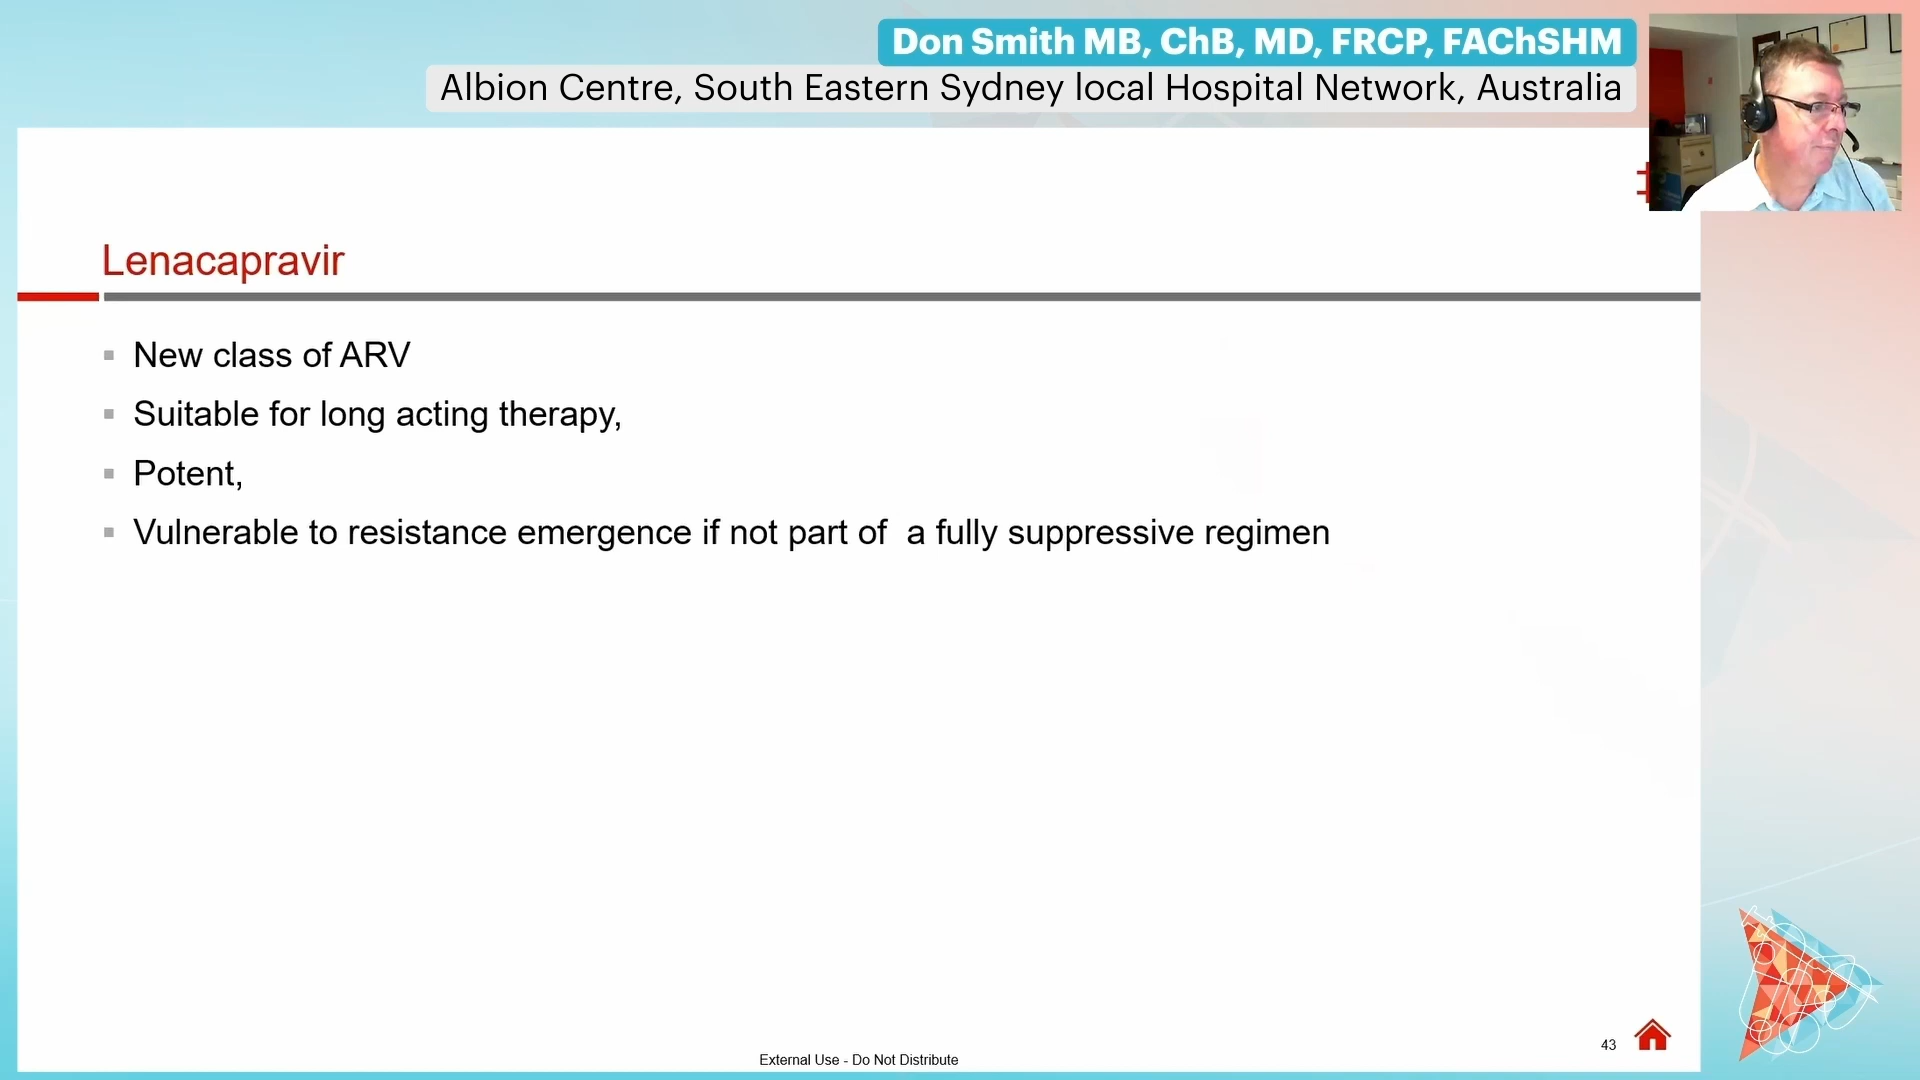 Don Smith MB, ChB, MD, FRCP, FAChSHM
Albion Centre, South Eastern Sydney local Hospital Network, Australia
Lenacapravir
New class of ARV
Suitable for long acting therapy,
Potent,
Vulnerable to resistance emergence if not part of  a fully suppressive regimen
External Use - Do Not Distribute
43